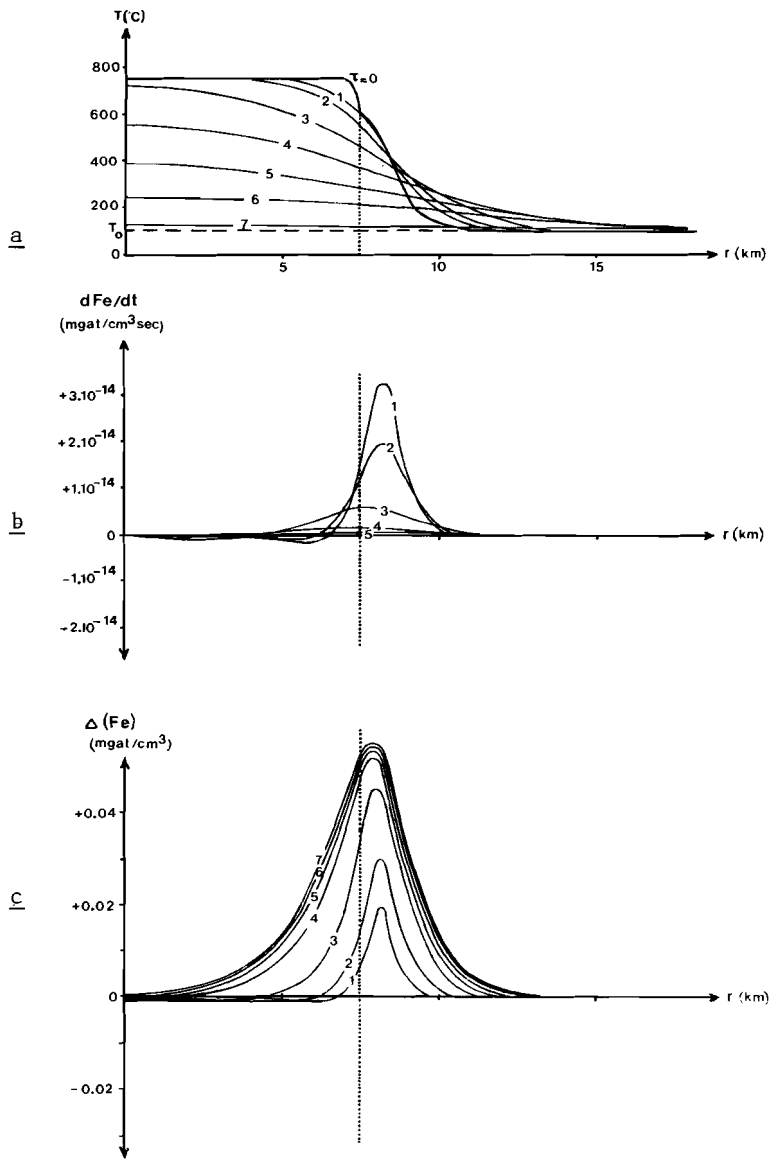 T(°C)
800
600
400
200
T₀
0
τ=0
1
2
3
4
5
6
7
5
10
15
r (km)
a
dFe/dt
(mgat/cm³sec)
+3.10⁻¹⁴
+2.10⁻¹⁴
+1.10⁻¹⁴
0
-1.10⁻¹⁴
-2.10⁻¹⁴
1
2
3
4
5
r (km)
b
Δ(Fe)
(mgat/cm³)
+0.04
+0.02
0
-0.02
7
6
5
4
3
2
1
r (km)
c